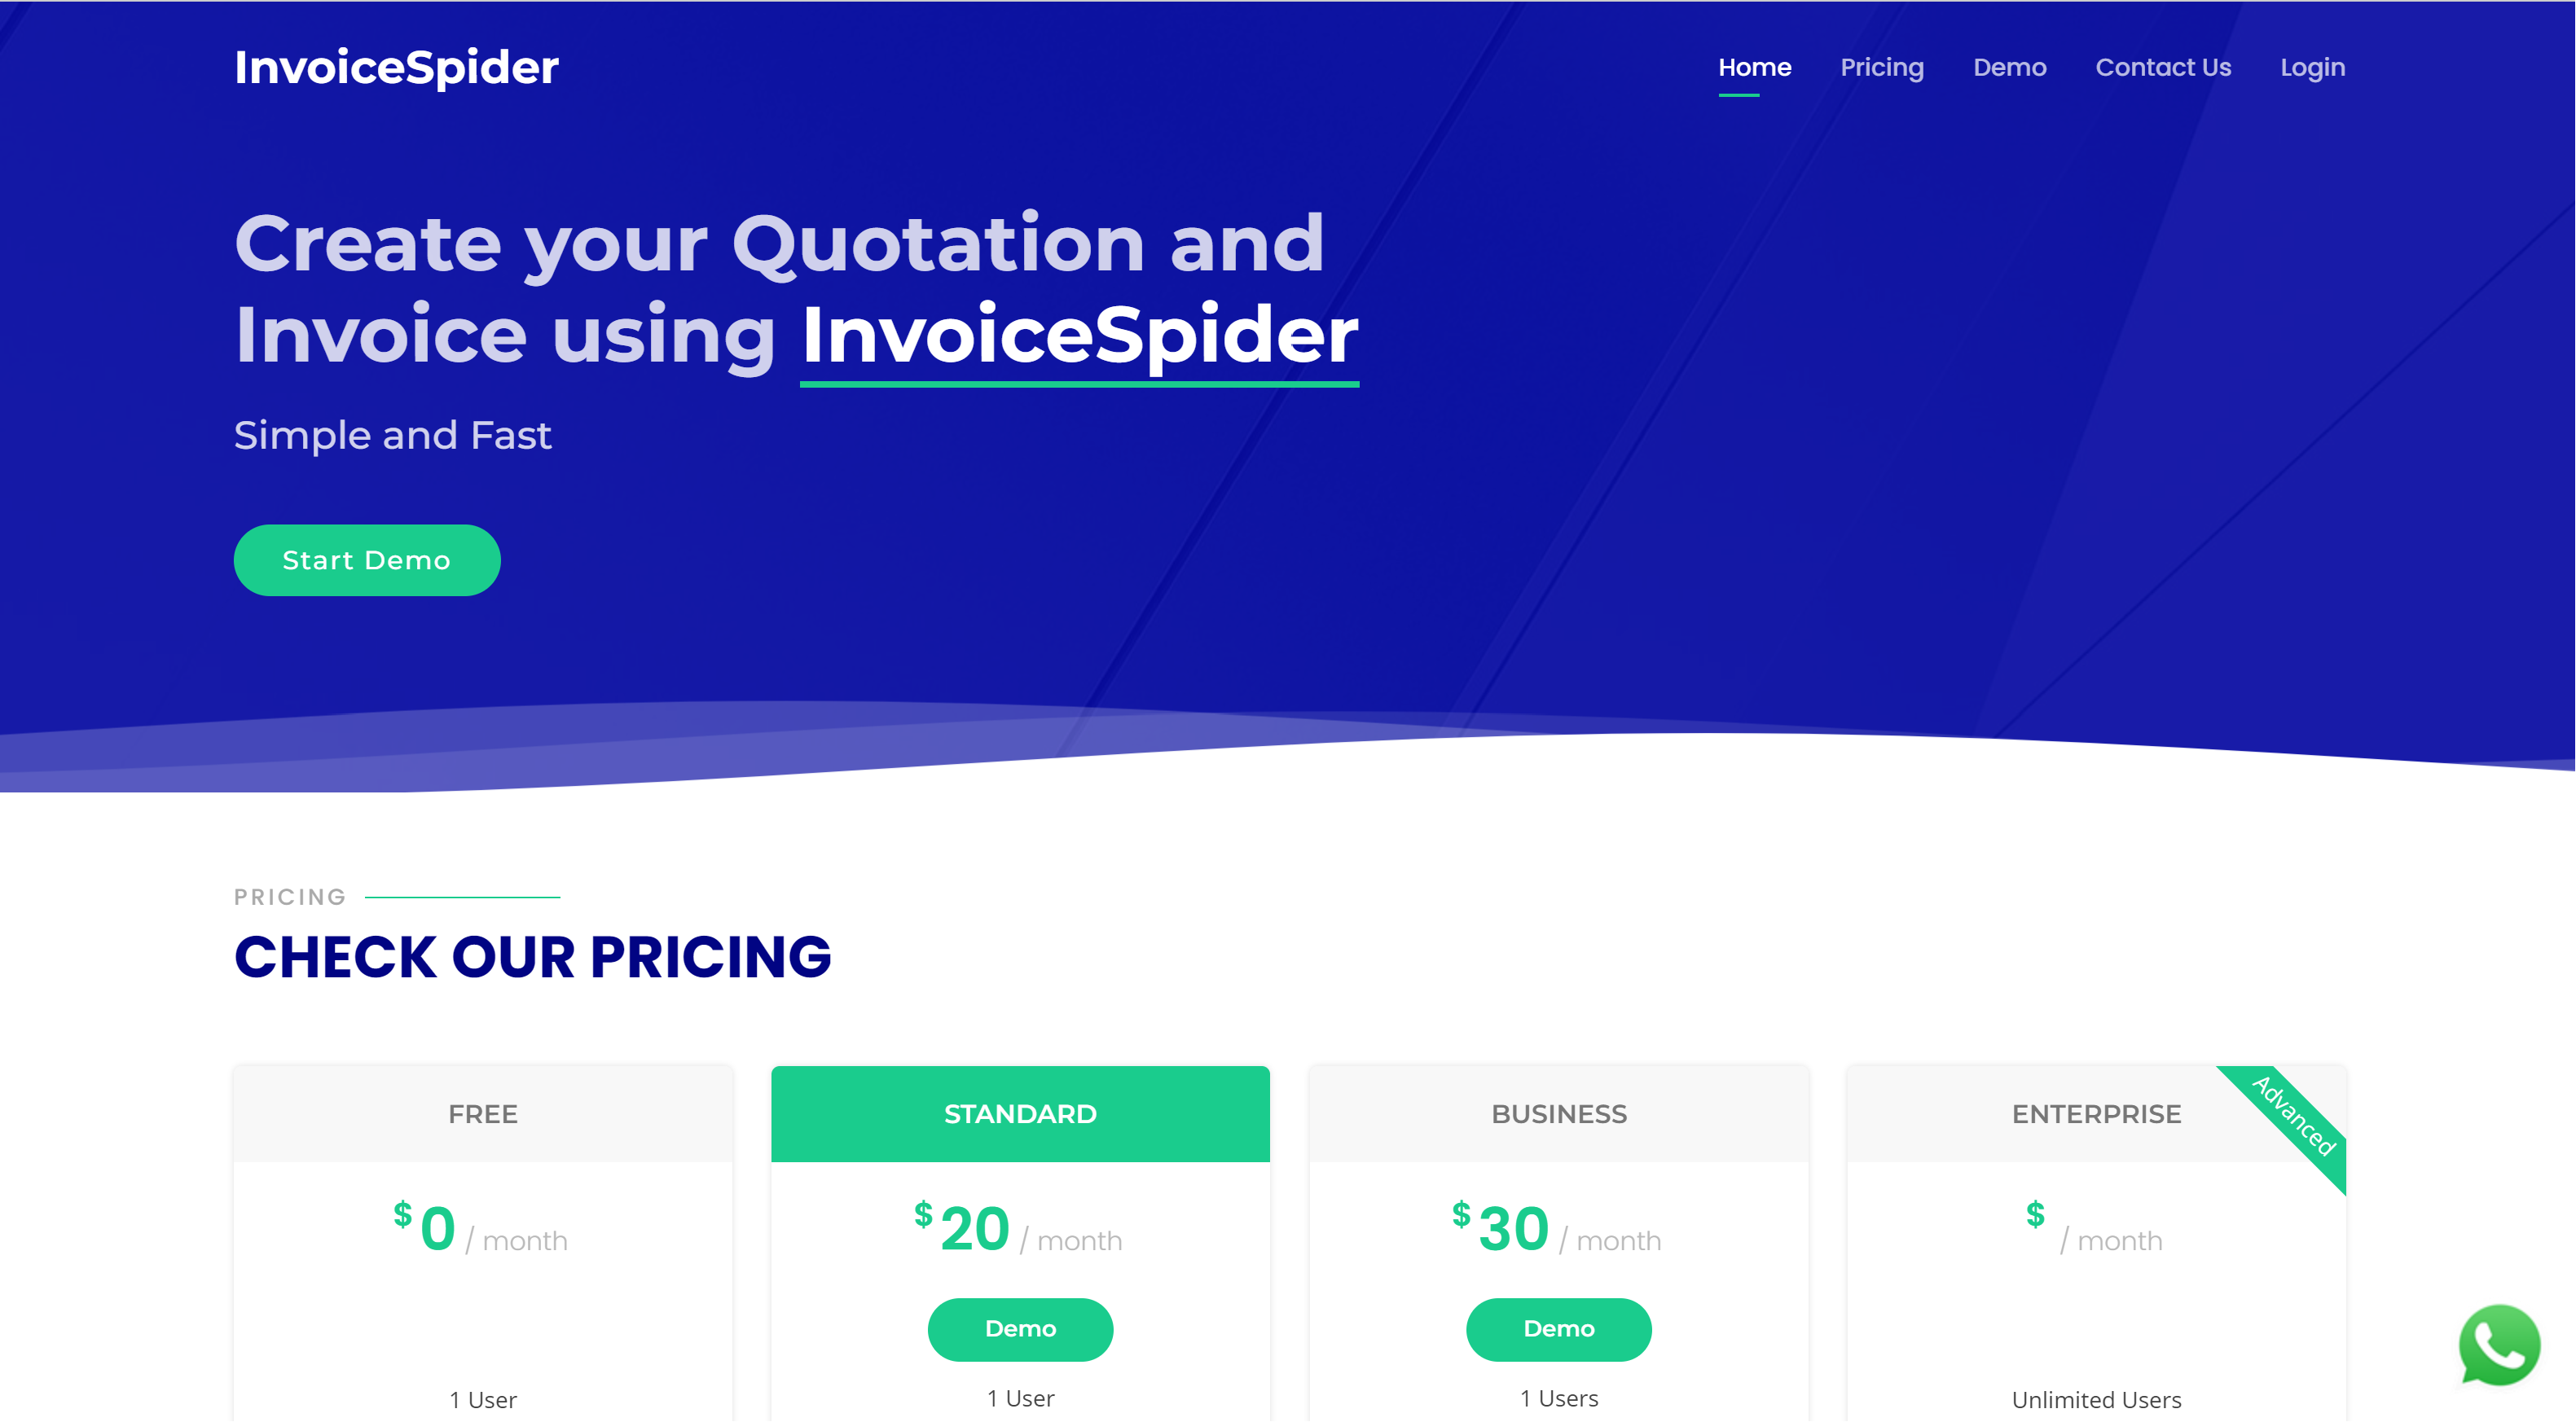 InvoiceSpider
Home Pricing Demo Contact Us Login
Create your Quotation and
Invoice using InvoiceSpider
Simple and Fast
Start Demo
PRICING
CHECK OUR PRICING
FREE
$0 / month
1 User
STANDARD
$20 / month
Demo
1 User
BUSINESS
$30 / month
Demo
1 Users
ENTERPRISE
Advanced
$ / month
Unlimited Users